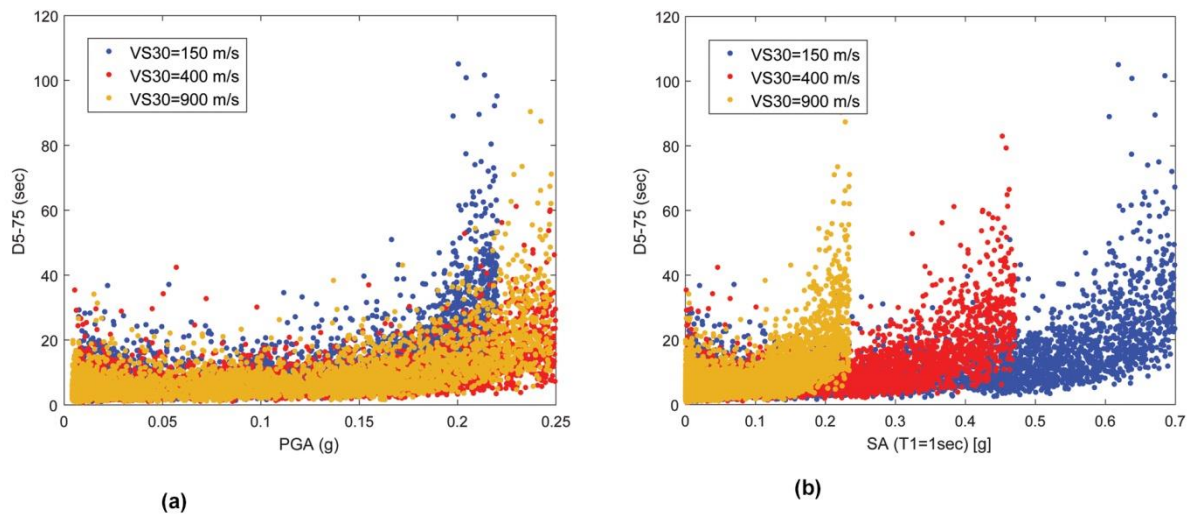 VS30=150 m/s
VS30=400 m/s
VS30=900 m/s
D5-75 (sec)
120
100
80
60
40
20
0
0
0.05
0.1
0.15
0.2
0.25
PGA (g)
(a)
VS30=150 m/s
VS30=400 m/s
VS30=900 m/s
D5-75 (sec)
120
100
80
60
40
20
0
0
0.1
0.2
0.3
0.4
0.5
0.6
0.7
SA (T1=1sec) [g]
(b)